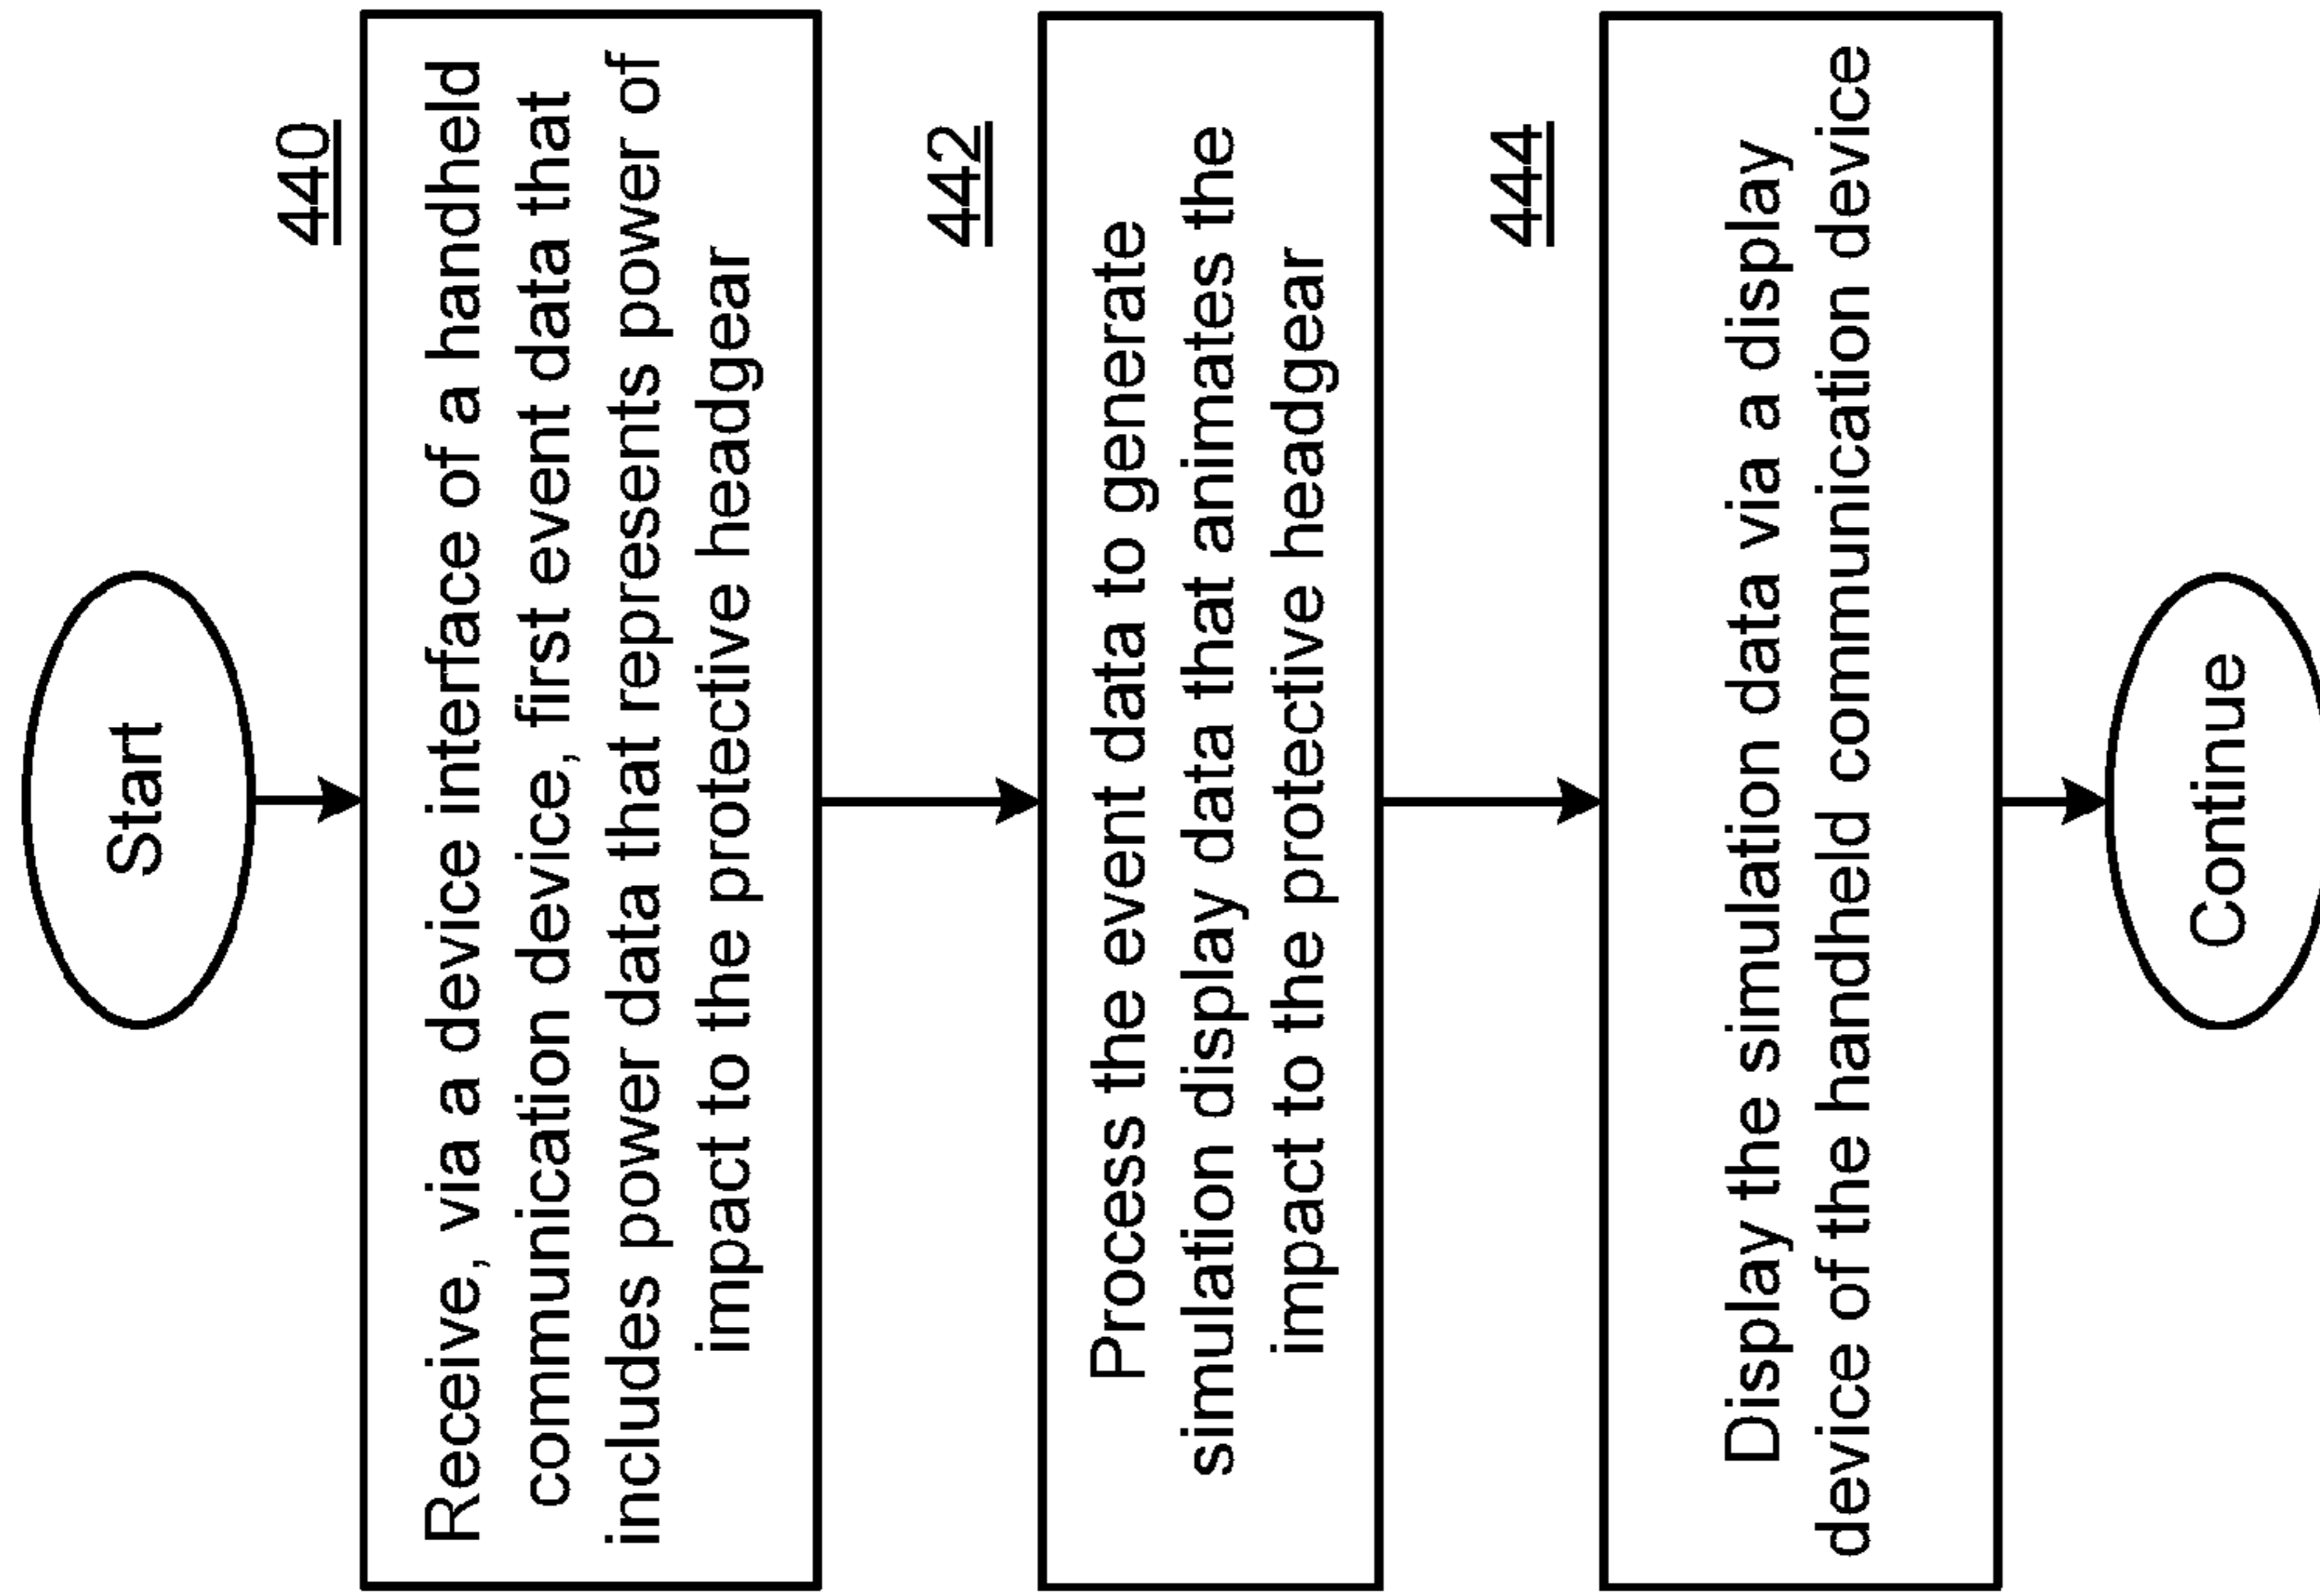 Start
440
Receive, via a device interface of a handheld
communication device, first event data that
includes power data that represents power of
impact to the protective headgear
442
Process the event data to generate
simulation display data that animates the
impact to the protective headgear
444
Display the simulation data via a display
device of the handheld communication device
Continue